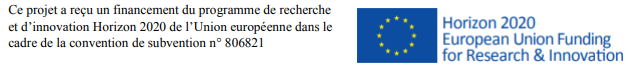 Ce projet a reçu un financement du programme de recherche
et d'innovation Horizon 2020 de l'Union européenne dans le
cadre de la convention de subvention n° 806821
Horizon 2020
European Union Funding
for Research & Innovation